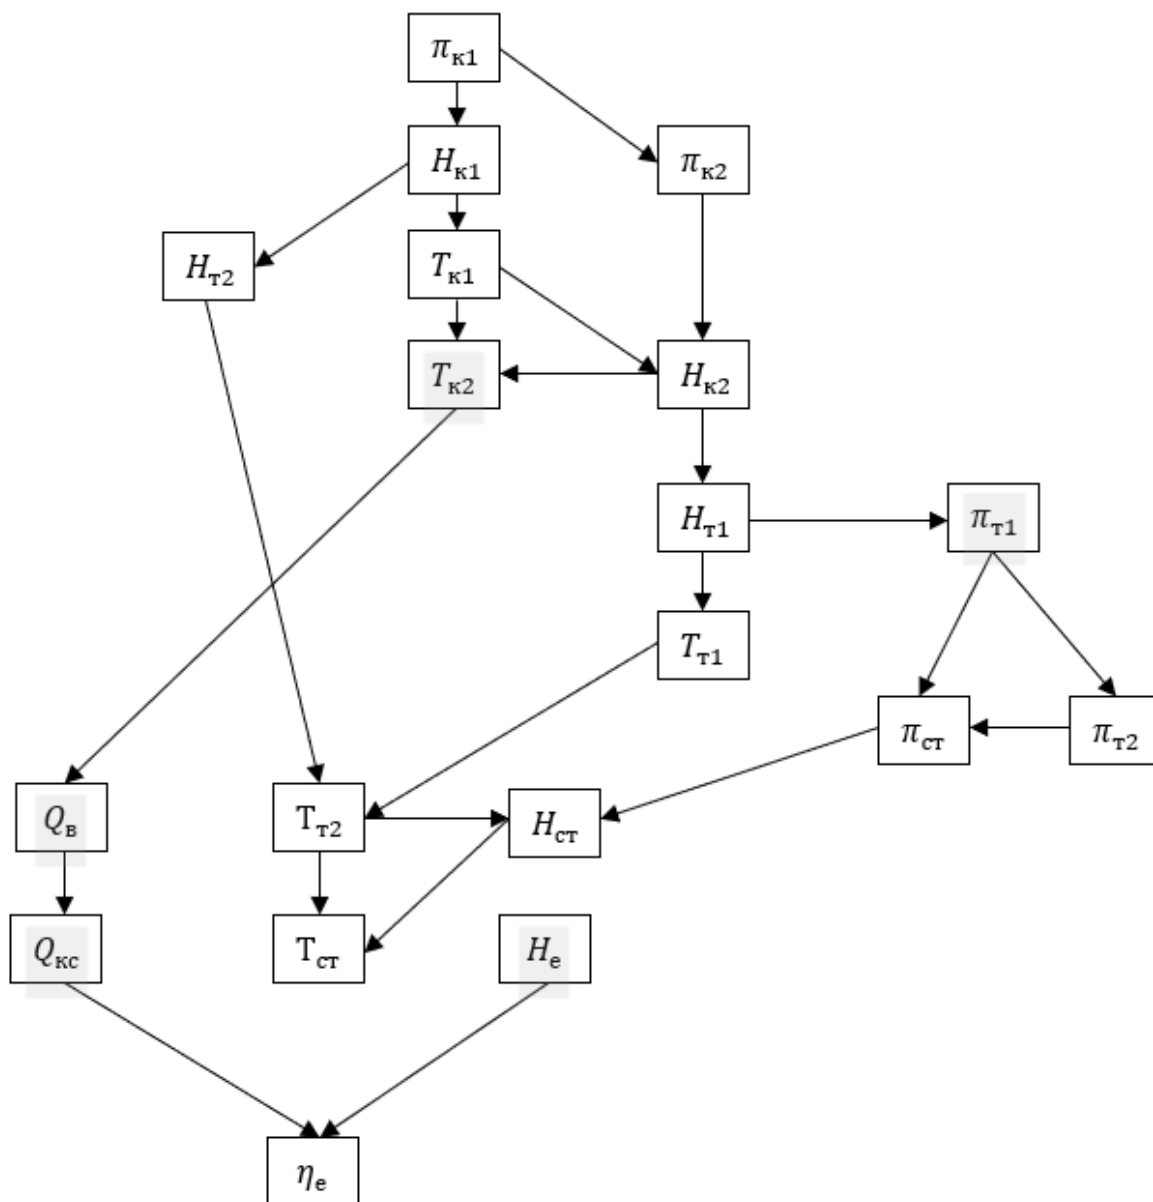 π_к1
H_к1
π_к2
H_т2
T_к1
T_к2
H_к2
H_т1
π_т1
T_т1
π_ст
π_т2
Q_в
T_т2
H_ст
Q_кс
T_ст
H_е
η_е